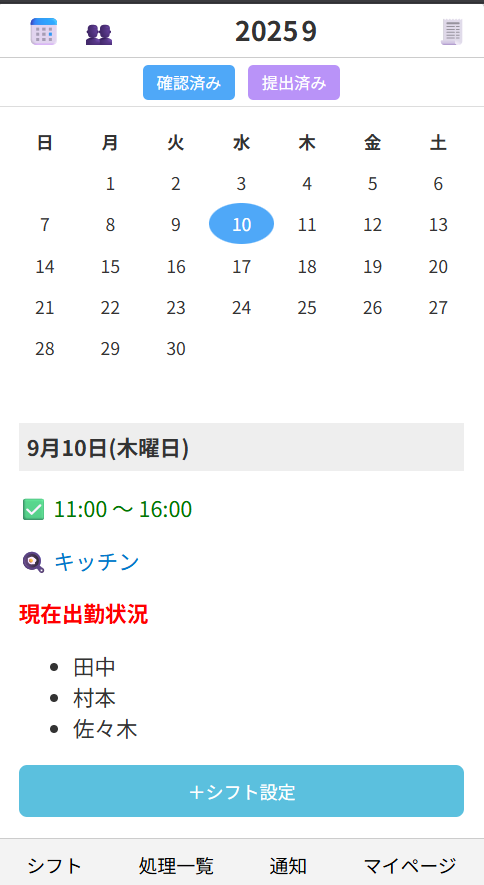 2025 9
確認済み 提出済み
日 月 火 水 木 金 土
1 2 3 4 5 6
7 8 9 10 11 12 13
14 15 16 17 18 19 20
21 22 23 24 25 26 27
28 29 30
9月10日(木曜日)
11:00 〜 16:00
キッチン
現在出勤状況
• 田中
• 村本
• 佐々木
＋シフト設定
シフト 処理一覧 通知 マイページ